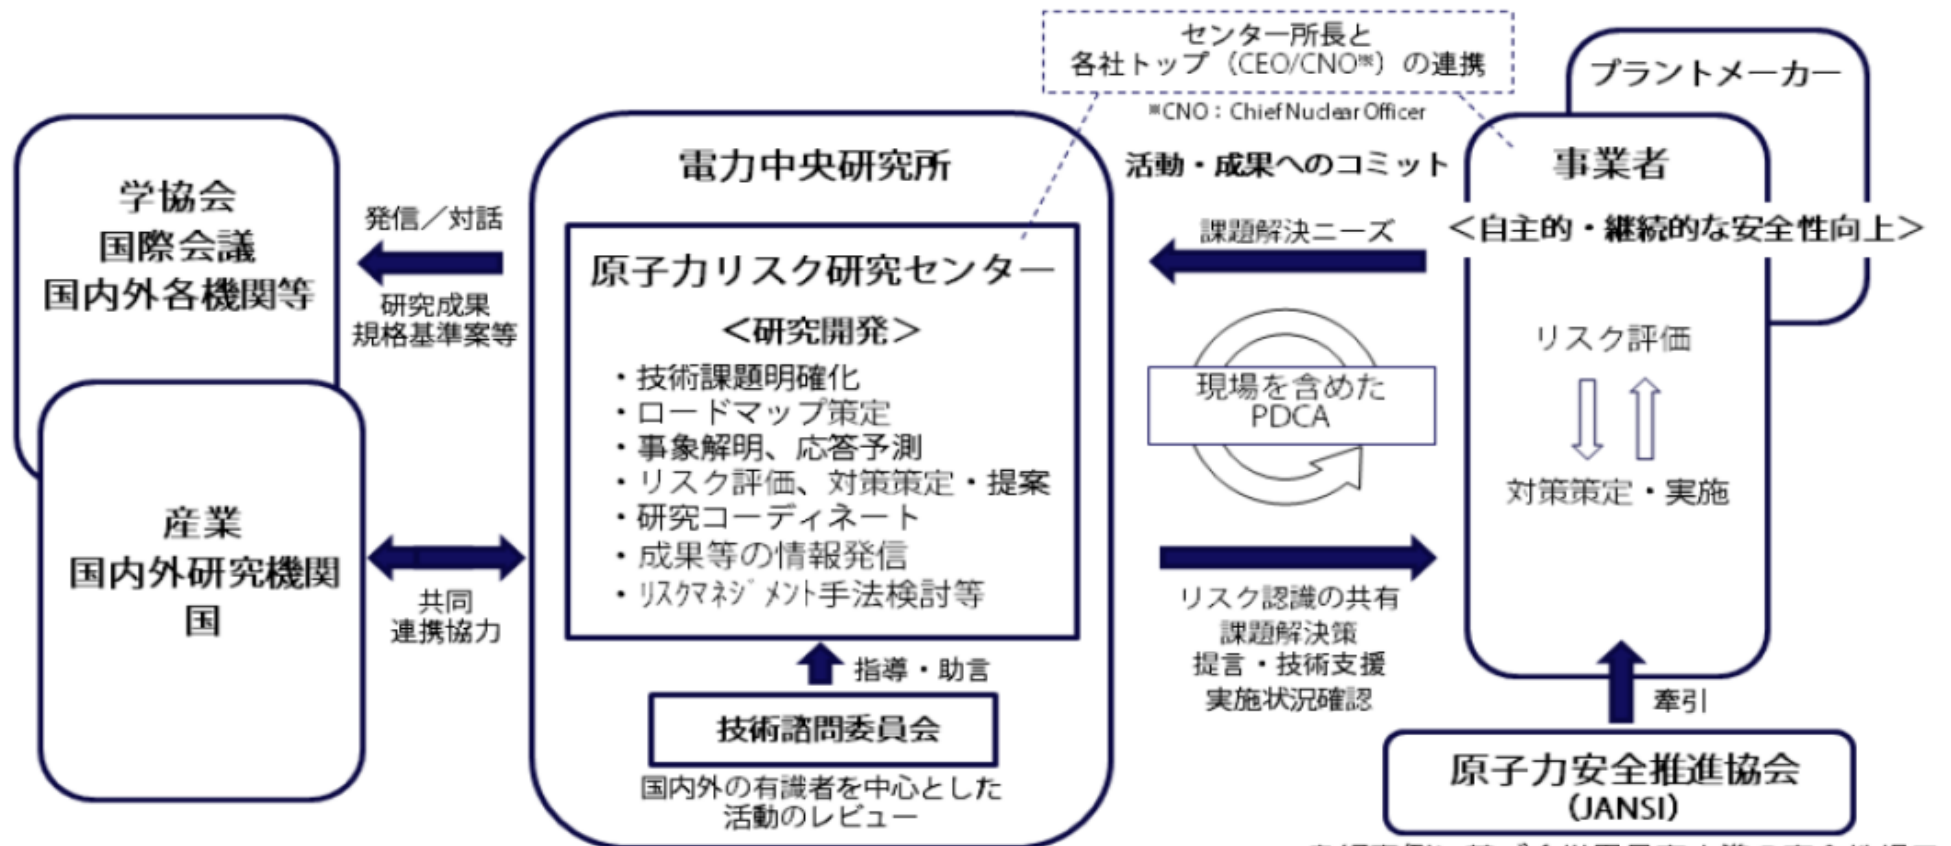 センター所長と
各社トップ（CEO/CNO※）の連携
※CNO：Chief Nuclear Officer
プラントメーカー
学協会
国際会議
国内外各機関等
発信／対話
研究成果
規格基準案等
産業
国内外研究機関
国
共同
連携協力
電力中央研究所
原子力リスク研究センター
＜研究開発＞
・技術課題明確化
・ロードマップ策定
・事象解明、応答予測
・リスク評価、対策策定・提案
・研究コーディネート
・成果等の情報発信
・ﾘｽｸﾏﾈｼﾞﾒﾝﾄ手法検討等
指導・助言
技術諮問委員会
国内外の有識者を中心とした
活動のレビュー
活動・成果へのコミット
課題解決ニーズ
現場を含めた
PDCA
リスク認識の共有
課題解決策
提言・技術支援
実施状況確認
事業者
＜自主的・継続的な安全性向上＞
リスク評価
対策策定・実施
牽引
原子力安全推進協会
（JANSI）